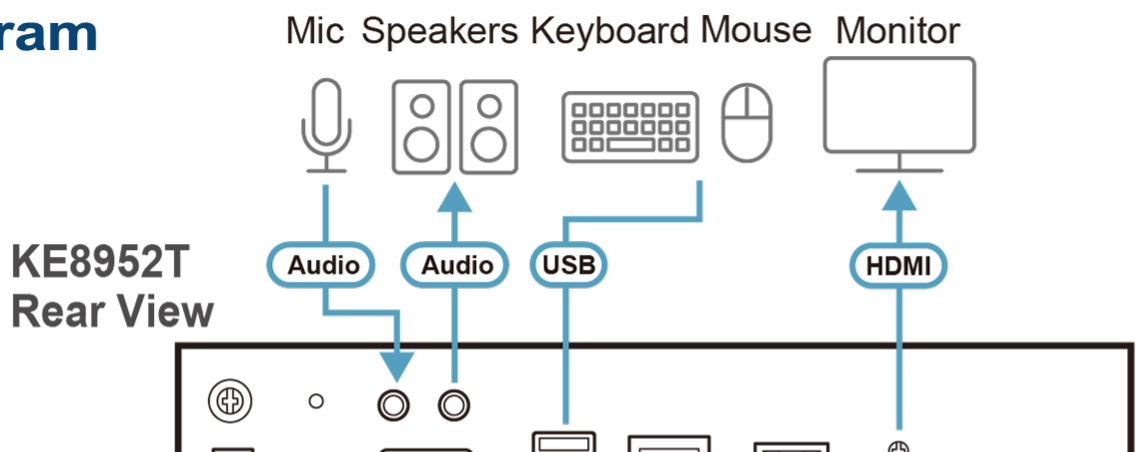 ram
Mic Speakers Keyboard Mouse Monitor
KE8952T
Rear View
Audio Audio USB HDMI